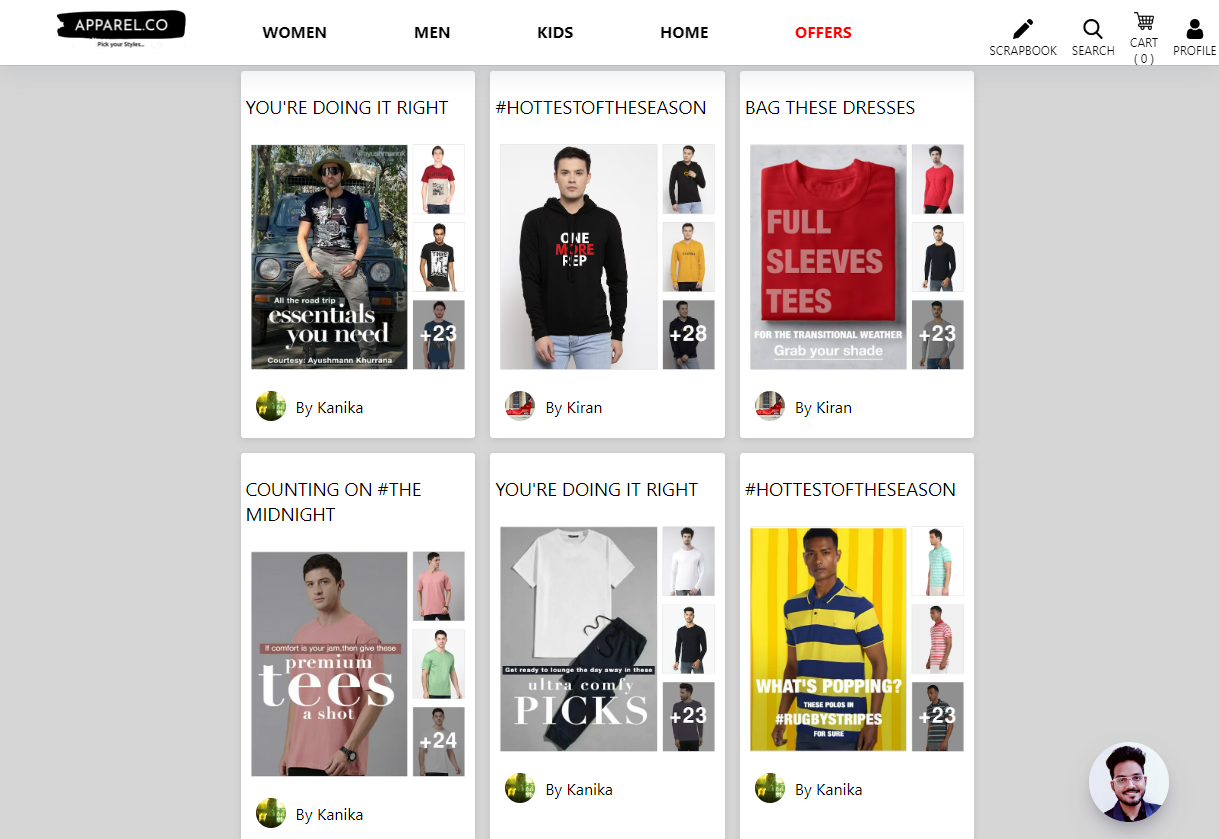 APPAREL.CO
Pick your Styles...
WOMEN
MEN
KIDS
HOME
OFFERS
SCRAPBOOK
SEARCH
CART
( 0 )
PROFILE
YOU'RE DOING IT RIGHT
All the road trip
essentials
you need
Courtesy: Ayushmann Khurrana
THIS
IS
ME
+23
By Kanika
#HOTTESTOFTHESEASON
ONE
MORE
REP
+28
By Kiran
BAG THESE DRESSES
FULL
SLEEVES
TEES
FOR THE TRANSITIONAL WEATHER
Grab your shade
+23
By Kiran
COUNTING ON #THE
MIDNIGHT
If comfort is your jam,then give these
premium
tees
a shot
+24
By Kanika
YOU'RE DOING IT RIGHT
Get ready to lounge the day away in these
ultra comfy
PICKS
+23
By Kanika
#HOTTESTOFTHESEASON
WHAT'S POPPING?
THESE POLOS IN
#RUGBYSTRIPES
FOR SURE
+23
By Kanika